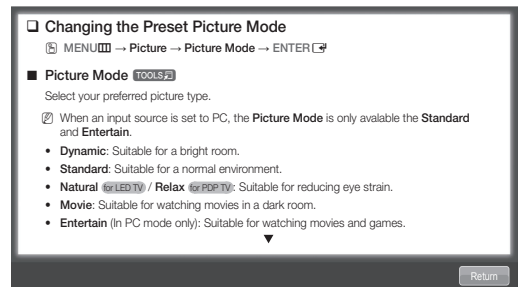 ❑ Changing the Preset Picture Mode
MENU → Picture → Picture Mode → ENTER
■ Picture Mode TOOLS
Select your preferred picture type.
When an input source is set to PC, the Picture Mode is only avalable the Standard
and Entertain.
• Dynamic: Suitable for a bright room.
• Standard: Suitable for a normal environment.
• Natural for LED TV / Relax for PDP TV: Suitable for reducing eye strain.
• Movie: Suitable for watching movies in a dark room.
• Entertain (In PC mode only): Suitable for watching movies and games.
▼
Return